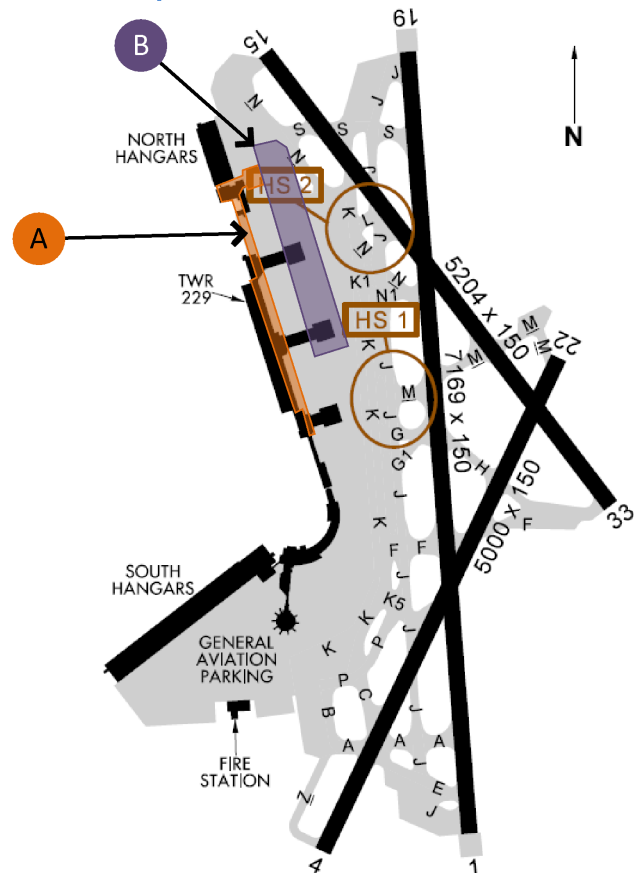 B
15
19
J
N
J
S
S
S
NORTH
HANGARS
N
J
N
HS 2
K
L
J
A
N
5204 x 150
TWR
229
K1
N
N1
HS 1
K
J
M
M
22
M
7169 x 150
M
K
J
G
G1
H
J
5000 x 150
33
K
F
F
F
J
SOUTH
HANGARS
K5
K
J
P
GENERAL
AVIATION
PARKING
K
P
C
B
J
A
A
A
J
FIRE
STATION
E
Z
J
4
1